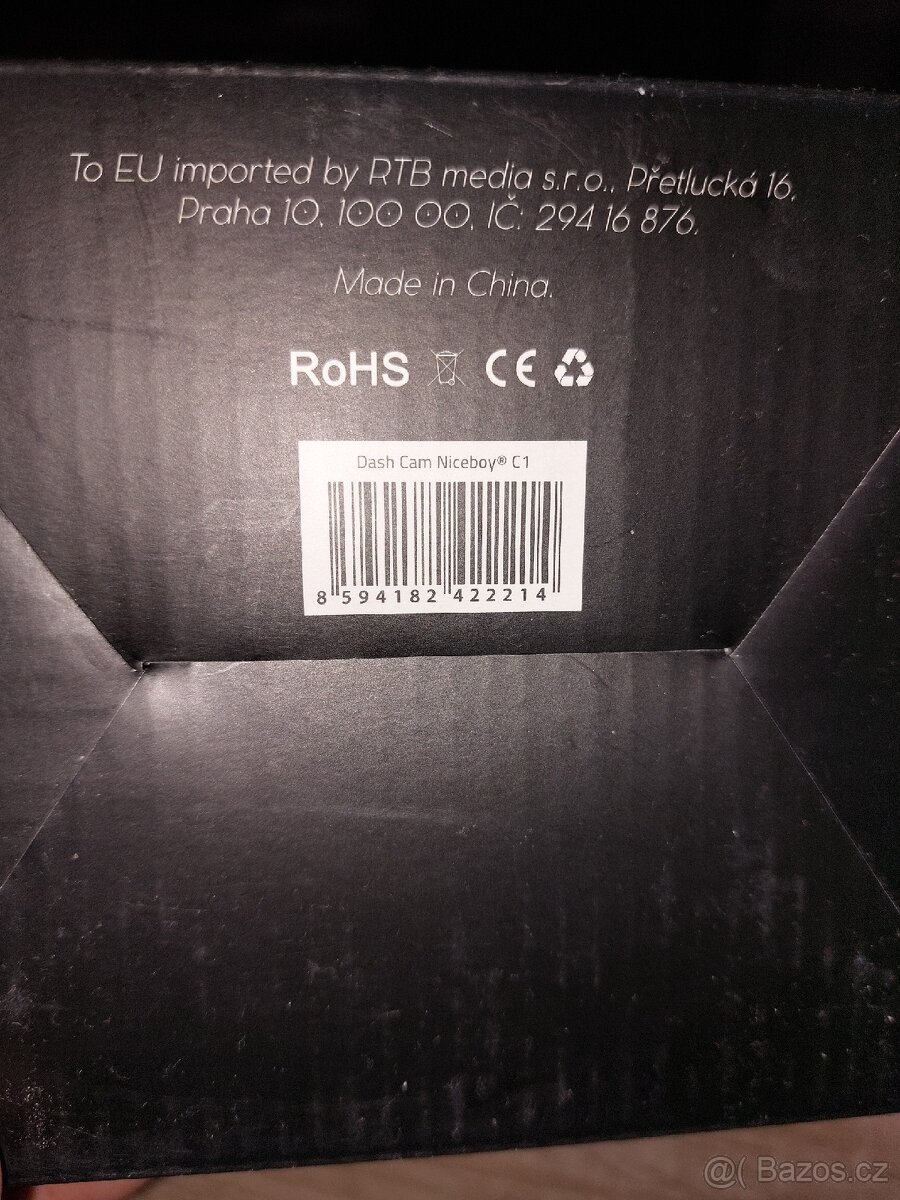 To EU imported by RTB media s.r.o., Přetlucká 16,
Praha 10, 100 00, IČ: 294 16 876.
Made in China.
RoHS CE
Dash Cam Niceboy® C1
8 594182 422214
@( Bazos.cz